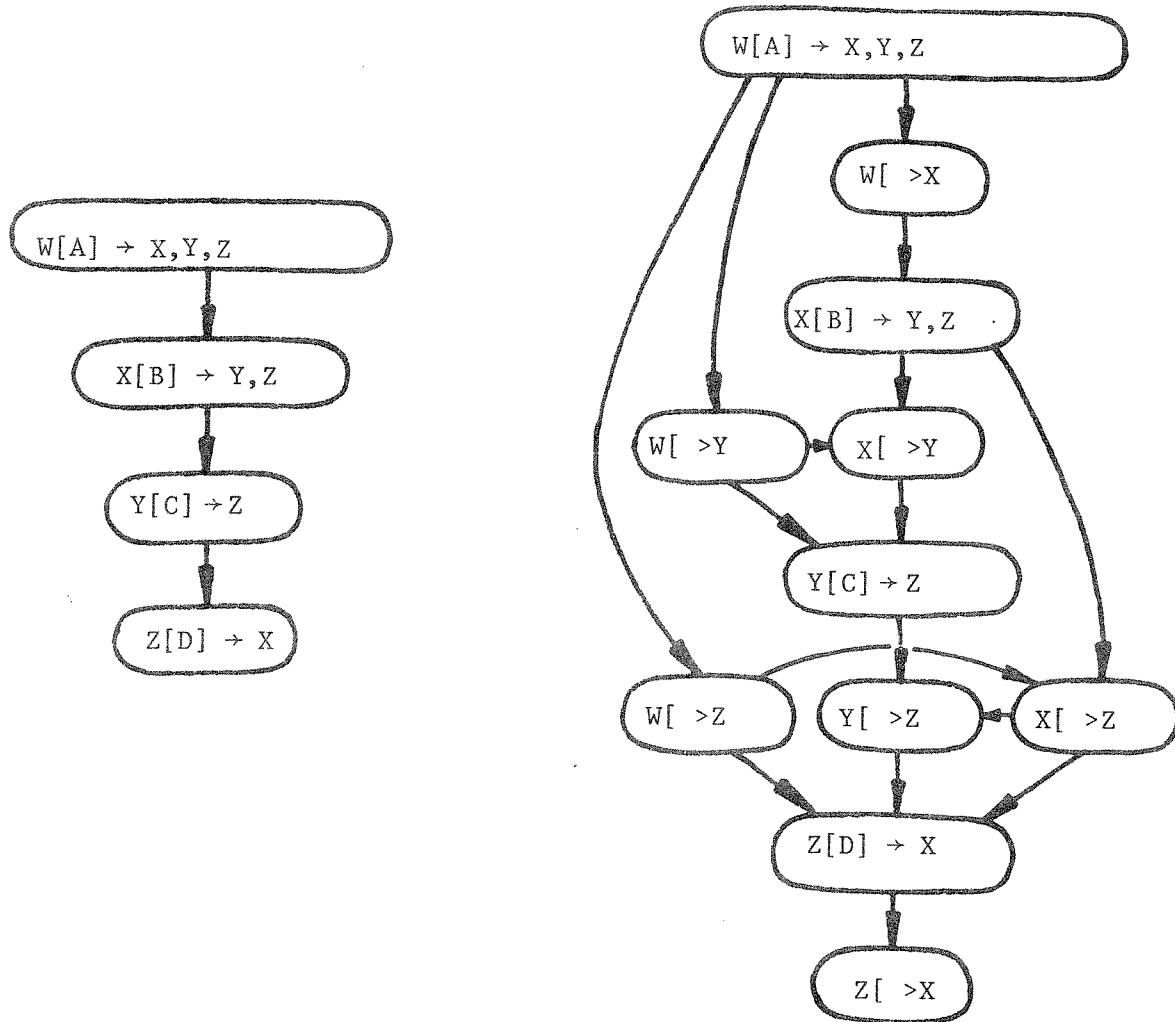 W[A] → X,Y,Z
X[B] → Y,Z
Y[C] → Z
Z[D] → X
W[A] → X,Y,Z
W[ >X
X[B] → Y,Z
W[ >Y
X[ >Y
Y[C] → Z
W[ >Z
Y[ >Z
X[ >Z
Z[D] → X
Z[ >X